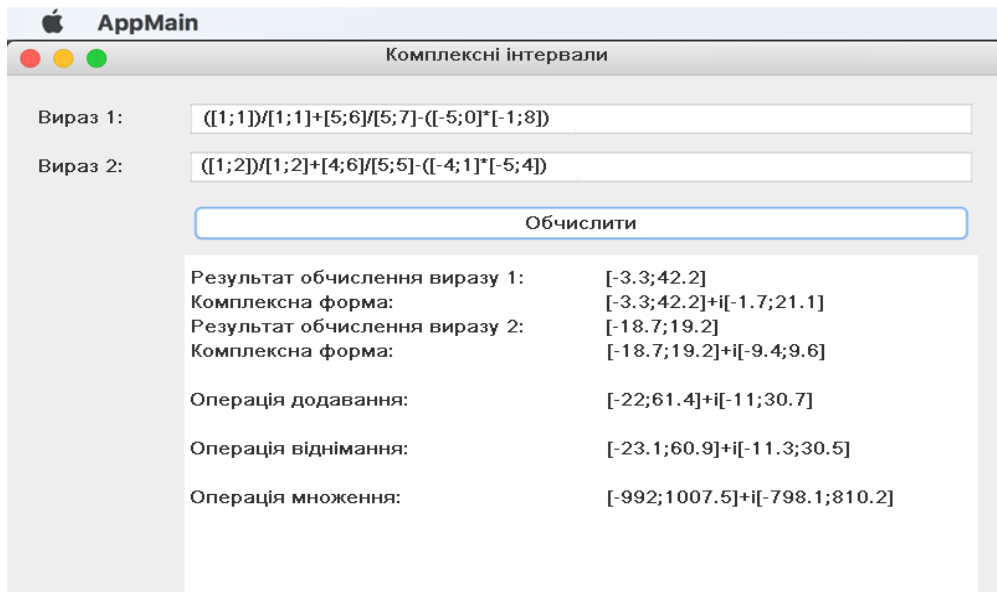 AppMain
Комплексні інтервали
Вираз 1: ([1;1])/[1;1]+[5;6]/[5;7]-([-5;0]*[-1;8])
Вираз 2: ([1;2])/[1;2]+[4;6]/[5;5]-([-4;1]*[-5;4])
Обчислити
Результат обчислення виразу 1: [-3.3;42.2]
Комплексна форма: [-3.3;42.2]+i[-1.7;21.1]
Результат обчислення виразу 2: [-18.7;19.2]
Комплексна форма: [-18.7;19.2]+i[-9.4;9.6]
Операція додавання: [-22;61.4]+i[-11;30.7]
Операція віднімання: [-23.1;60.9]+i[-11.3;30.5]
Операція множення: [-992;1007.5]+i[-798.1;810.2]